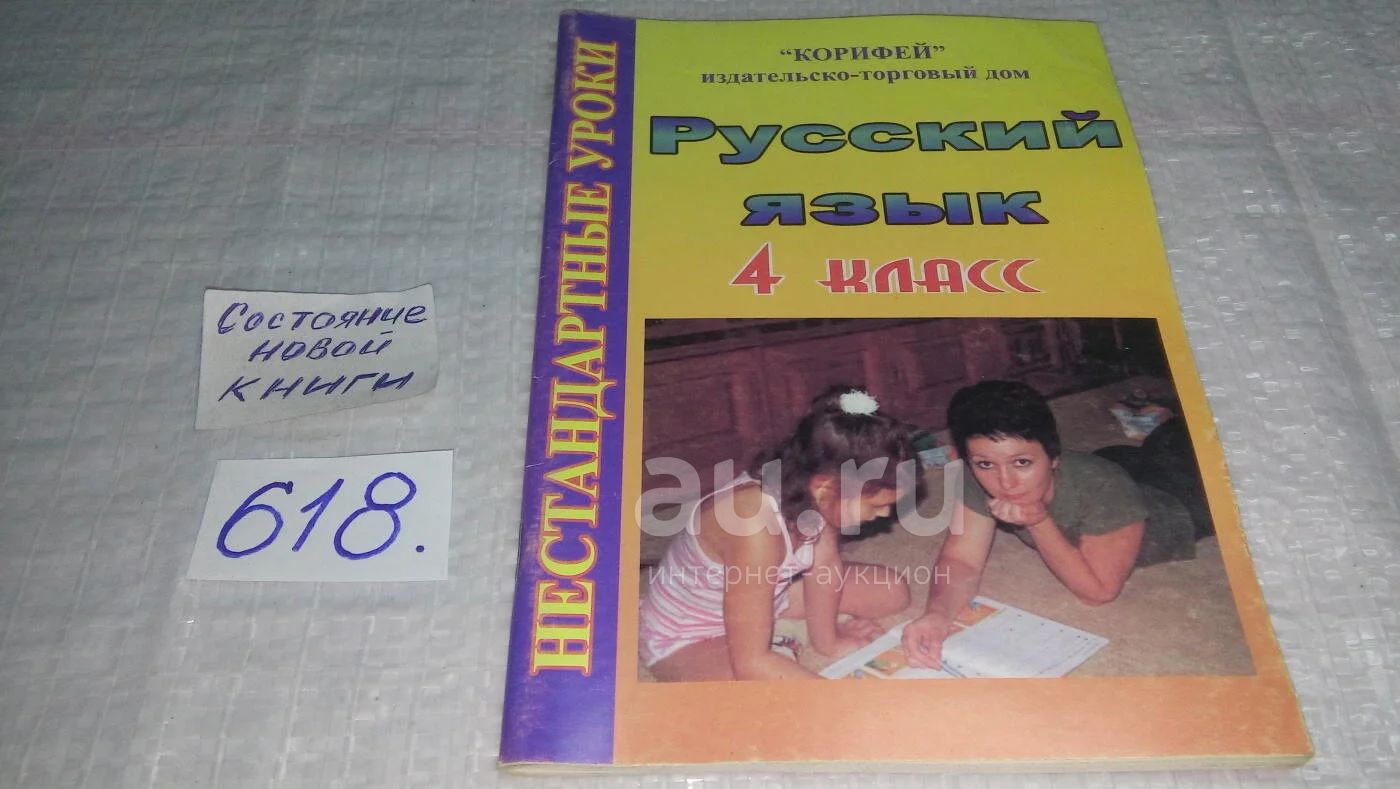 "КОРИФЕЙ"
издательско-торговый дом
Русский
язык
4 класс
НЕСТАНДАРТНЫЕ УРОКИ
Состояние
новой
книги
618.
au.ru
интернет аукцион